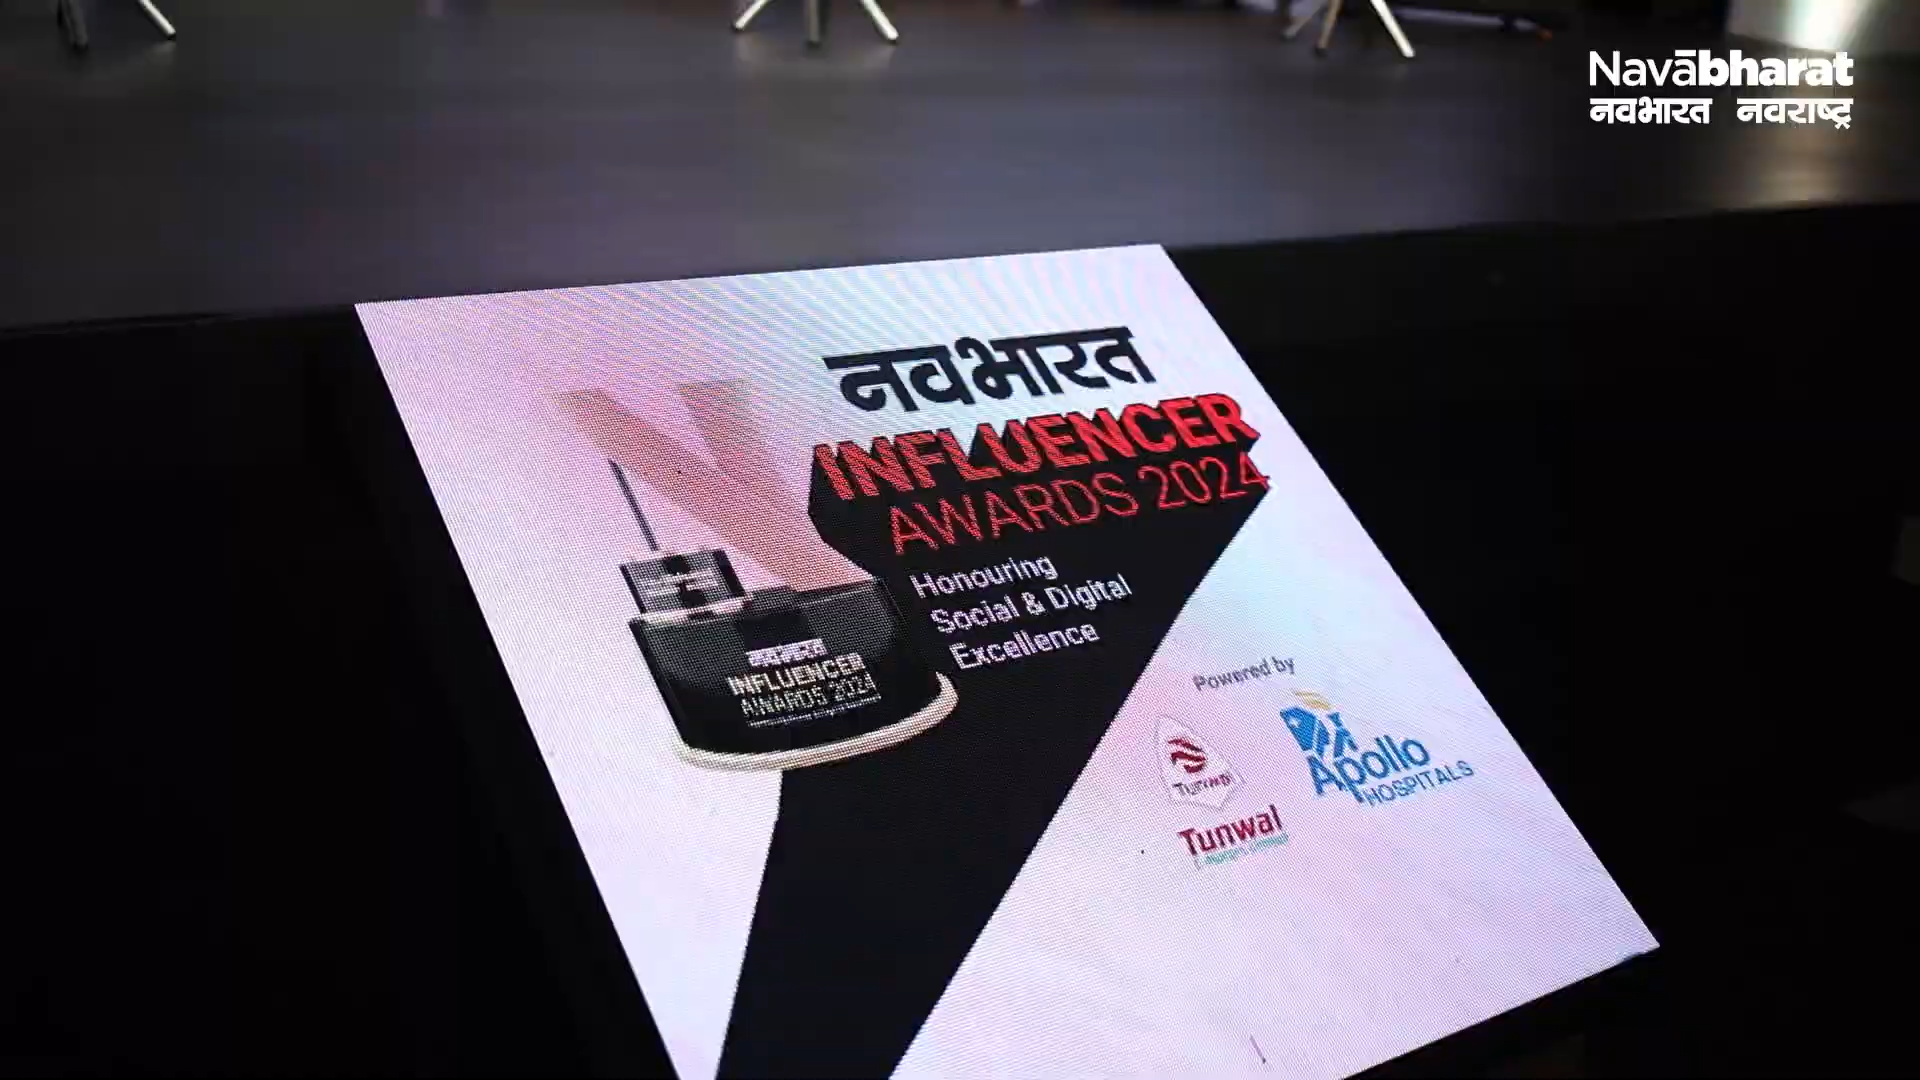 Navābharat
नवभारत नवराष्ट्र
नवभारत
INFLUENCER
AWARDS 2024
Honouring
Social & Digital
Excellence
नवभारत
INFLUENCER
AWARDS 2024
Powered by
Tunwal
Tunwal
Apollo
HOSPITALS